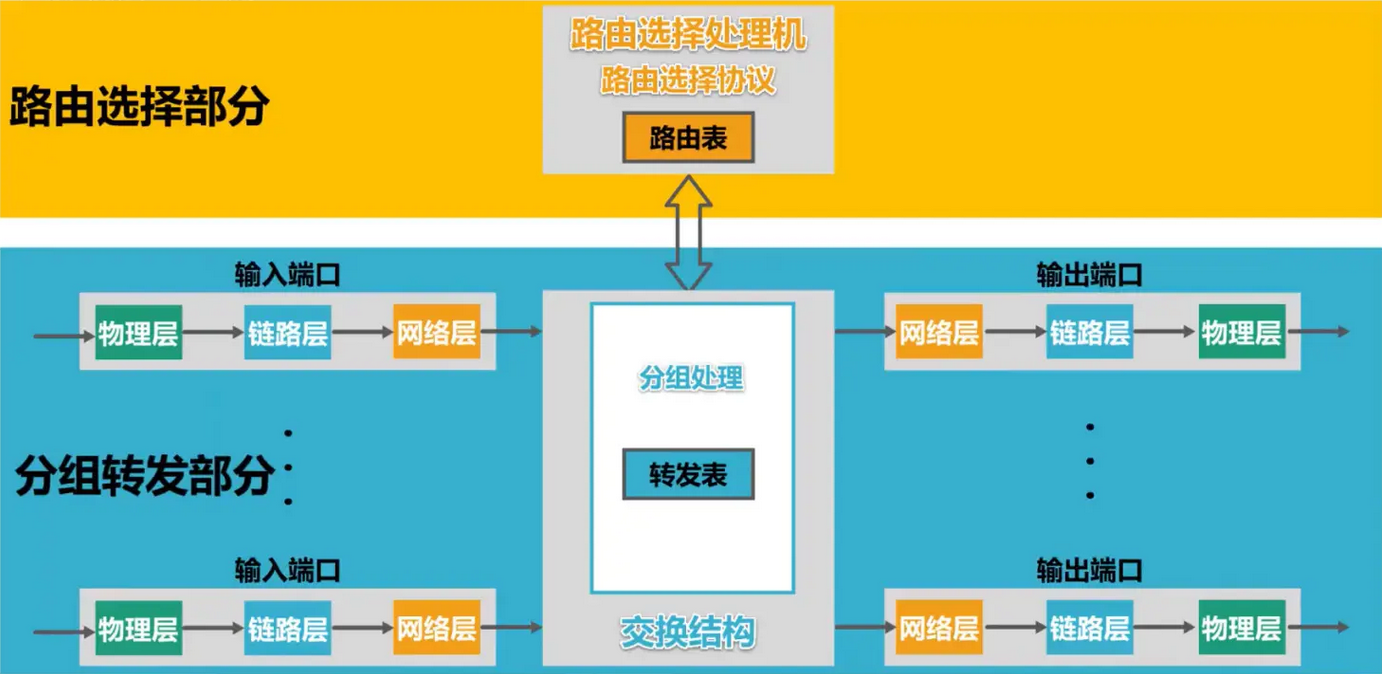 路由选择处理机
路由选择协议
路由选择部分
路由表
输入端口
输出端口
物理层
链路层
网络层
网络层
链路层
物理层
分组处理
分组转发部分
转发表
输入端口
输出端口
物理层
链路层
网络层
交换结构
网络层
链路层
物理层